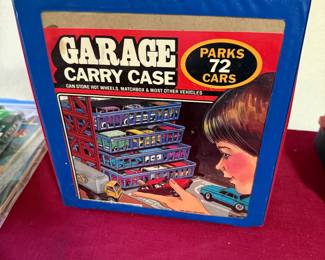 GARAGE
CARRY CASE
CAN STORE HOT WHEELS, MATCHBOX & MOST OTHER VEHICLES
PARKS
72
CARS